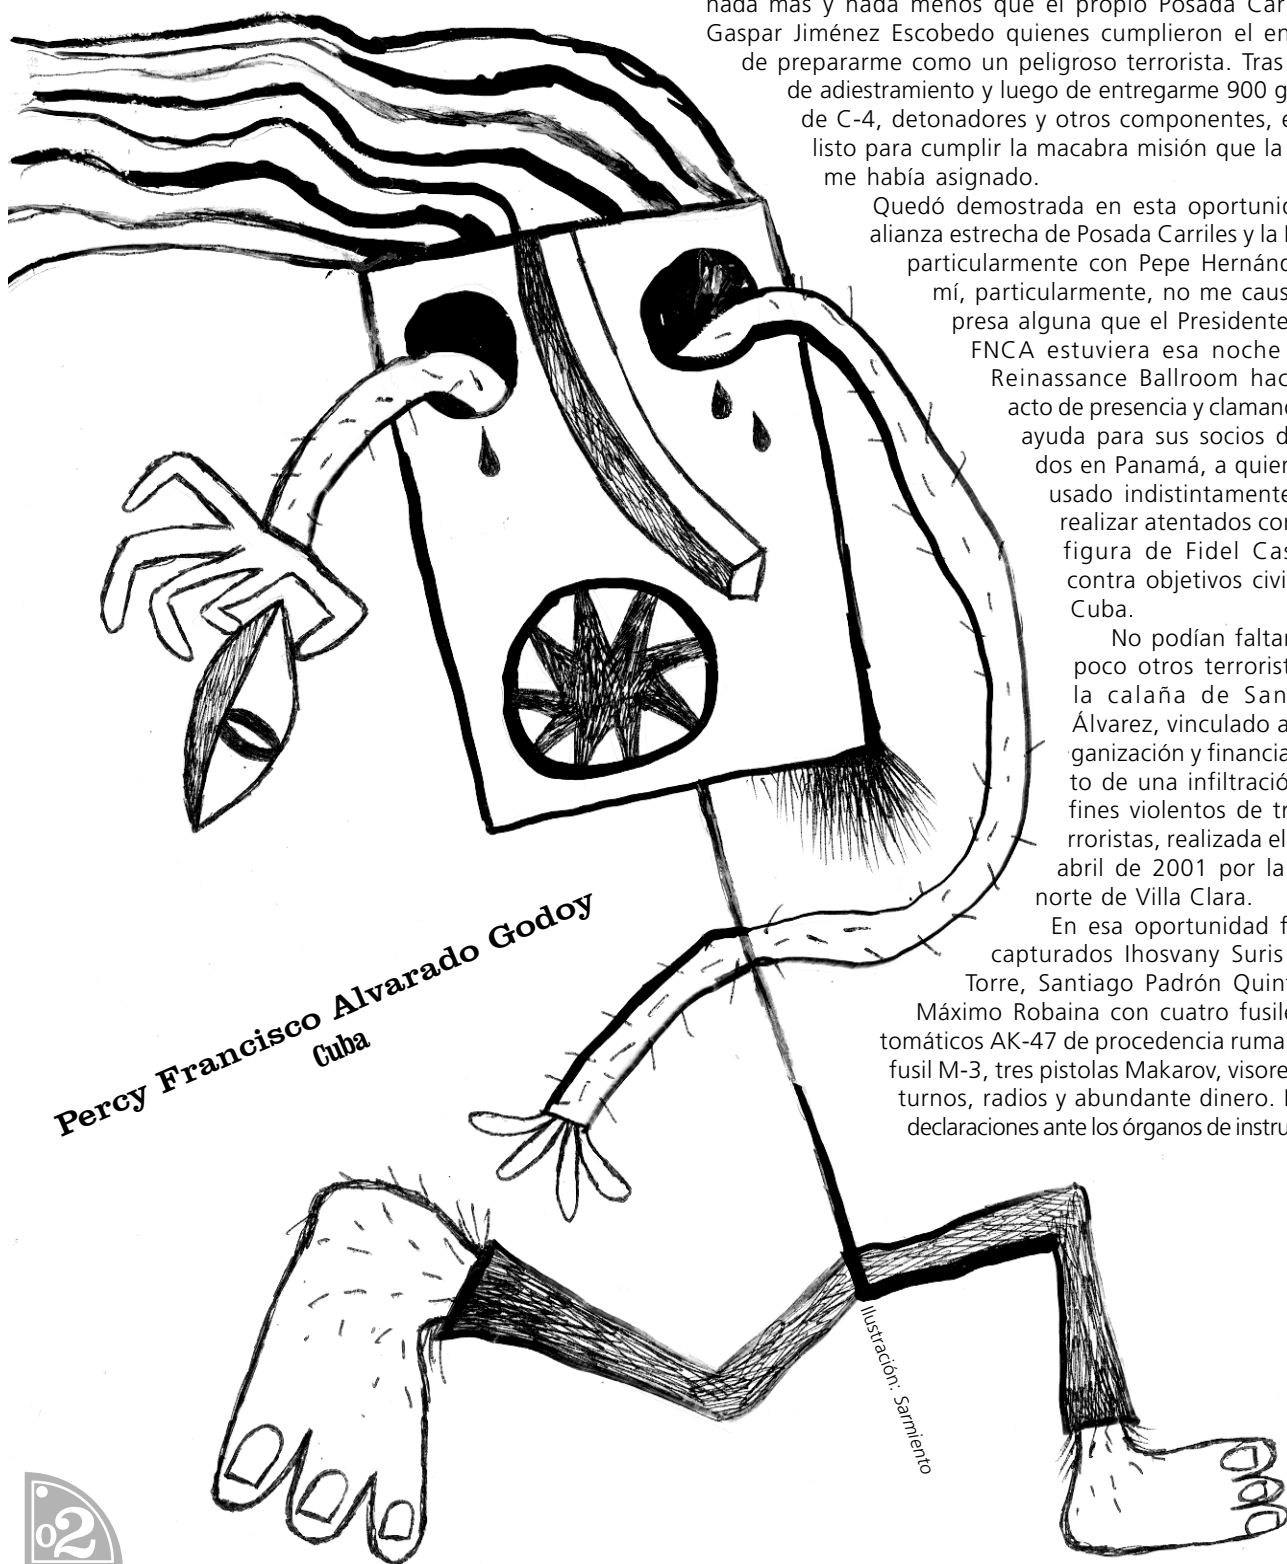 nada más y nada menos que el propio Posada Car
Gaspar Jiménez Escobedo quienes cumplieron el en
de prepararme como un peligroso terrorista. Tras
de adiestramiento y luego de entregarme 900 g
de C-4, detonadores y otros componentes, e
listo para cumplir la macabra misión que la
me había asignado.
Quedó demostrada en esta oportunid
alianza estrecha de Posada Carriles y la
particularmente con Pepe Hernánd
mí, particularmente, no me caus
presa alguna que el Presidente
FNCA estuviera esa noche
Reinassance Ballroom hac
acto de presencia y clamand
ayuda para sus socios d
dos en Panamá, a quien
usado indistintamente
realizar atentados con
figura de Fidel Cas
contra objetivos civi
Cuba.
No podían faltar
poco otros terrorist
la calaña de San
Álvarez, vinculado a
ganización y financia
to de una infiltració
fines violentos de tr
rroristas, realizada el
abril de 2001 por la
norte de Villa Clara.
En esa oportunidad f
capturados Ihosvany Suris
Torre, Santiago Padrón Quin
Máximo Robaina con cuatro fusile
tomáticos AK-47 de procedencia ruma
fusil M-3, tres pistolas Makarov, visore
turnos, radios y abundante dinero.
declaraciones ante los órganos de instru
Percy Francisco Alvarado Godoy
Cuba
Ilustración: Sarmiento
02